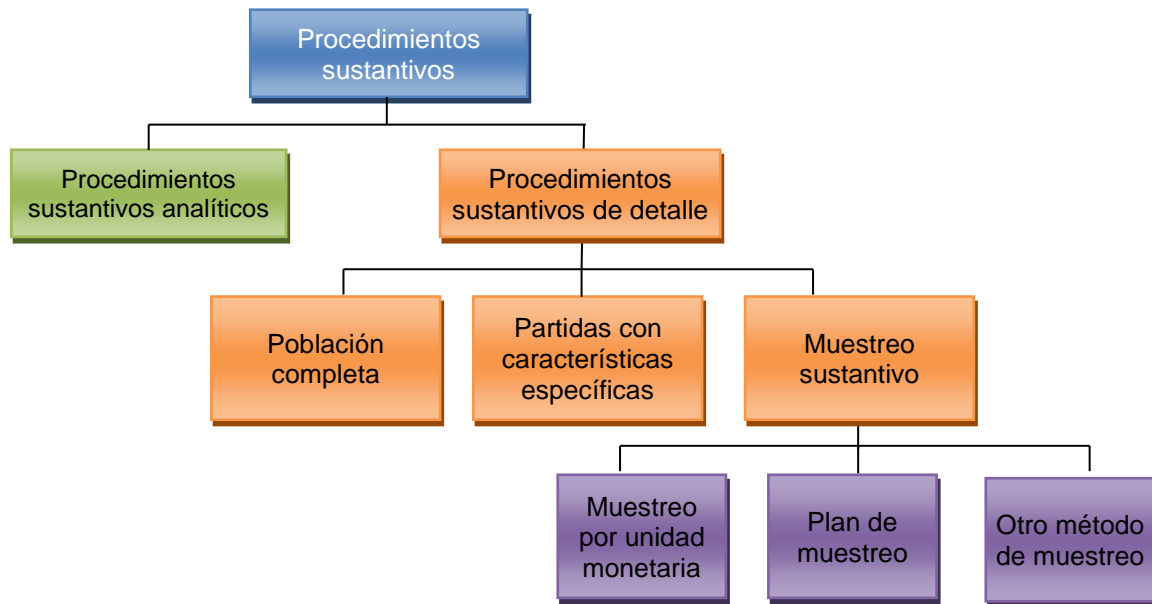 Procedimientos
sustantivos
Procedimientos
sustantivos analíticos
Procedimientos
sustantivos de detalle
Población
completa
Partidas con
características
específicas
Muestreo
sustantivo
Muestreo
por unidad
monetaria
Plan de
muestreo
Otro método
de muestreo